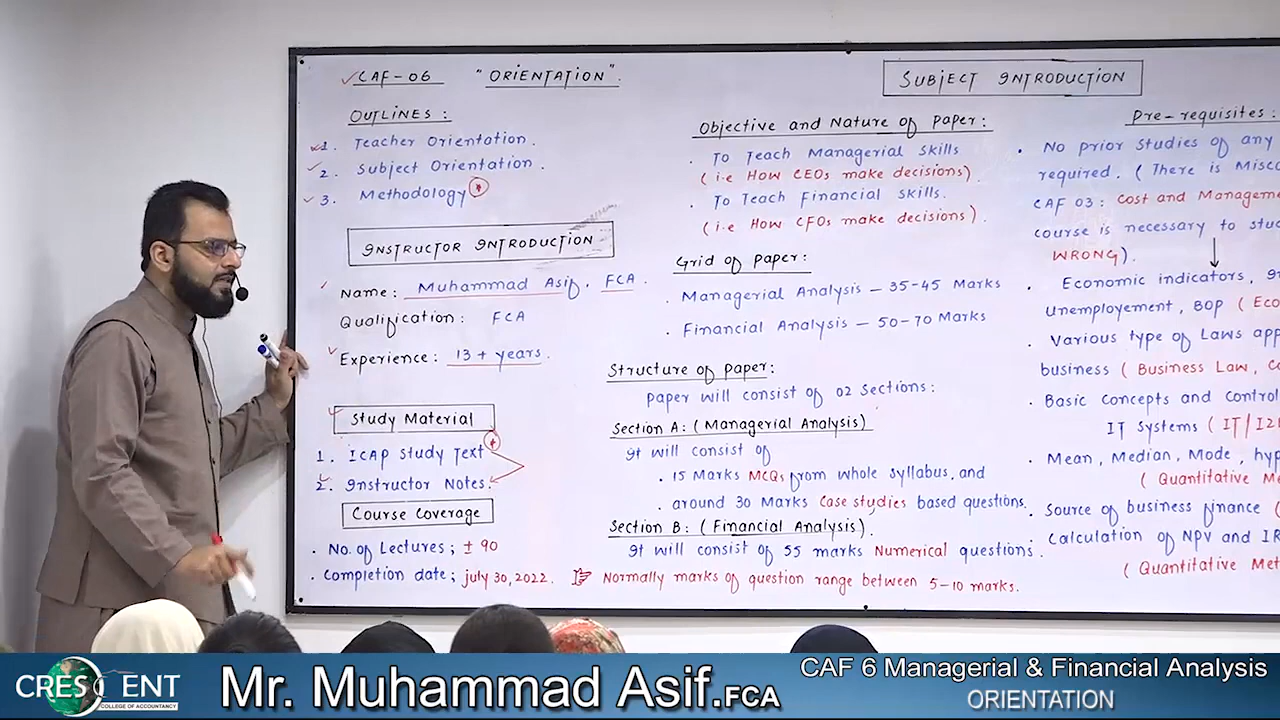 CAF-06 "ORIENTATION".
OUTLINES:
1. Teacher Orientation.
2. Subject Orientation.
3. Methodology *
INSTRUCTOR INTRODUCTION
Name: Muhammad Asif, FCA.
Qualification: FCA
Experience: 13+ years.
Study Material
1. ICAP Study Text *
2. Instructor Notes.
Course Coverage
. No. of Lectures; ± 90
. Completion date; july 30, 2022.
SUBJECT INTRODUCTION
Objective and Nature of paper:
. To Teach Managerial Skills
(i.e How CEOs make decisions).
. To Teach Financial Skills.
(i.e How CFOs make decisions).
Grid of paper:
. Managerial Analysis – 35-45 Marks
. Financial Analysis – 50-70 Marks
Structure of paper:
paper will consist of 02 sections:
Section A: (Managerial Analysis)
It will consist of
. 15 Marks MCQs from whole syllabus, and
. around 30 Marks Case studies based questions.
Section B: (Financial Analysis).
It will consist of 55 marks Numerical questions.
☞ Normally marks of question range between 5-10 marks.
Pre-requisites:
. No prior studies of any
required. (There is Misco
CAF 03: Cost and Manageme
course is necessary to stud
WRONG).
. Economic indicators,
Unemployement, BOP (Eco
. Various type of Laws app
business (Business Law, Co
. Basic concepts and control
IT Systems (IT/I2
. Mean, Median, Mode, hyp
(Quantitative Me
. Source of business finance (
. Calculation of NPV and IR
(Quantitative Met
CRESCENT
COLLEGE OF ACCOUNTANCY
Mr. Muhammad Asif.FCA
CAF 6 Managerial & Financial Analysis
ORIENTATION